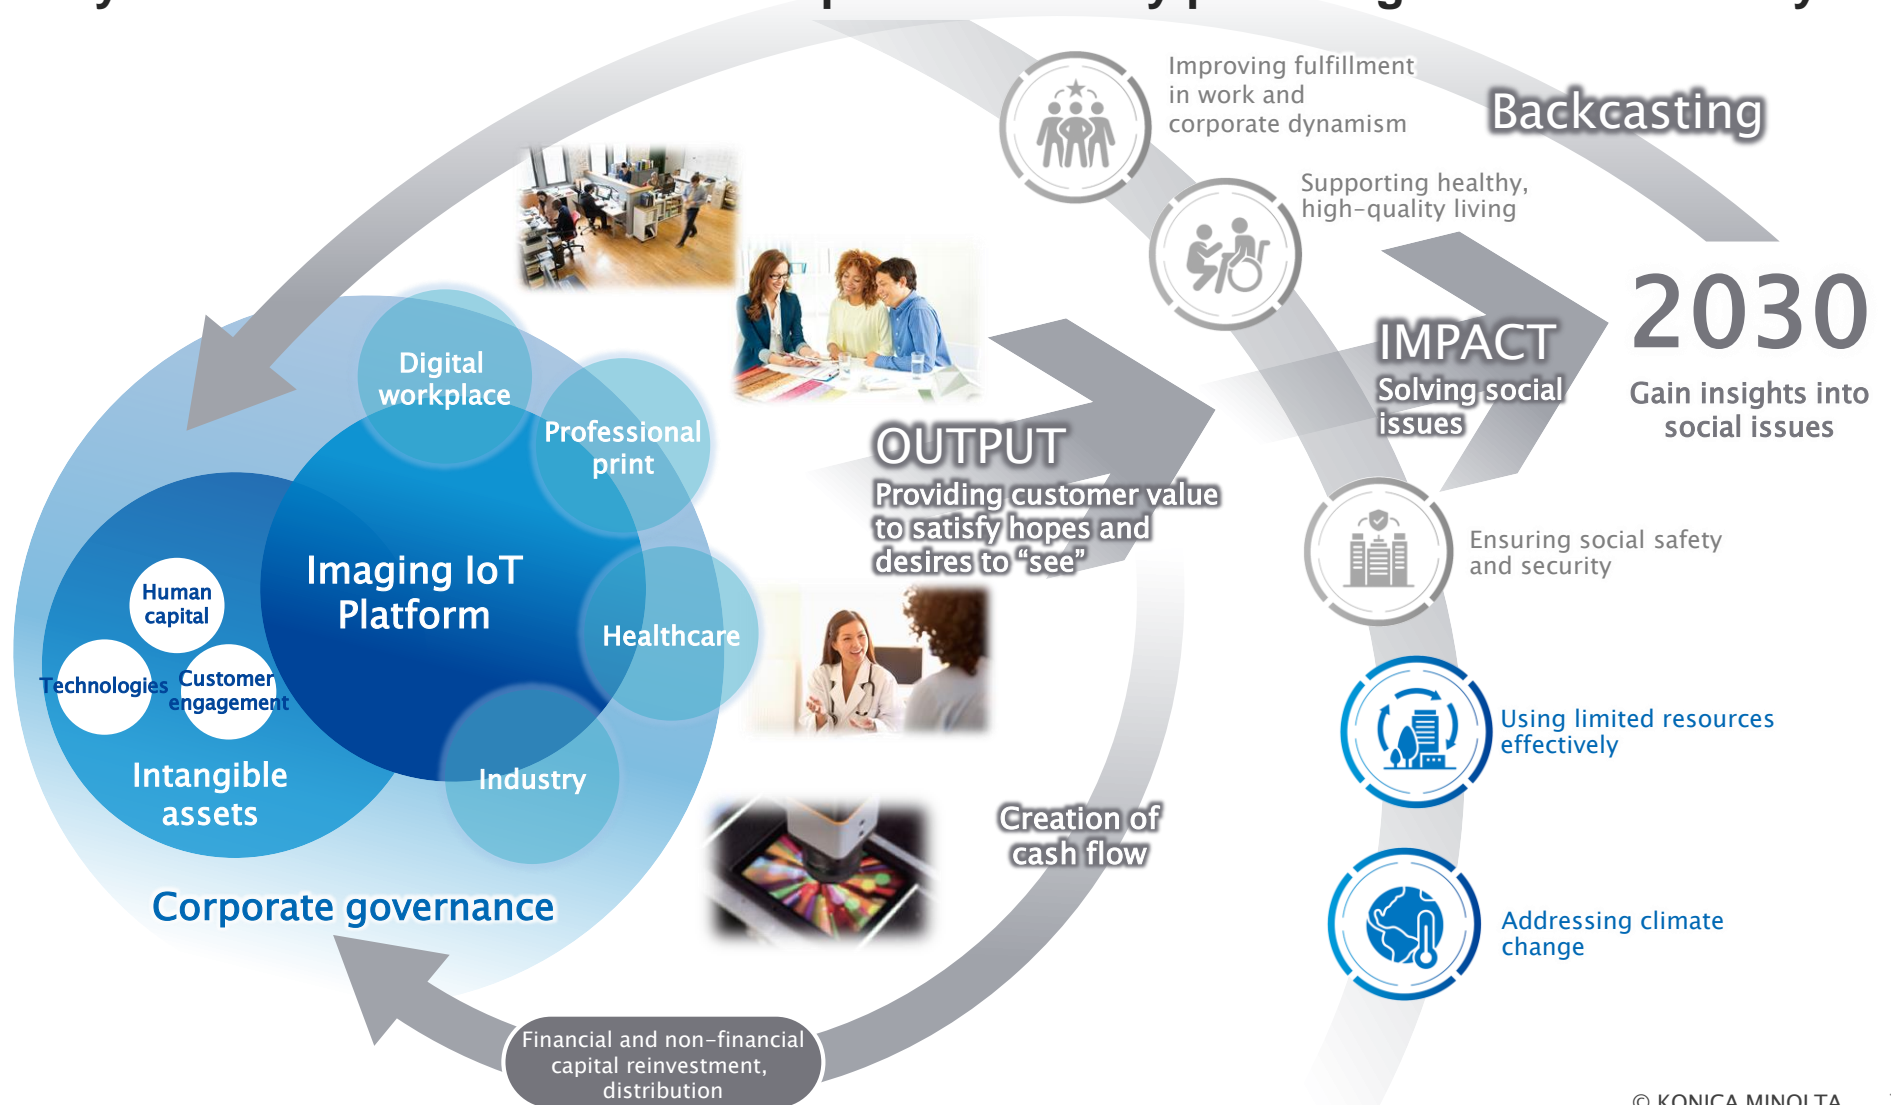 Improving fulfillment
in work and
corporate dynamism
Backcasting
Supporting healthy,
high-quality living
2030
Gain insights into
social issues
IMPACT
Solving social
issues
Digital
workplace
Professional
print
OUTPUT
Providing customer value
to satisfy hopes and
desires to “see”
Ensuring social safety
and security
Imaging IoT
Platform
Human
capital
Healthcare
Technologies
Customer
engagement
Using limited resources
effectively
Intangible
assets
Industry
Creation of
cash flow
Corporate governance
Addressing climate
change
Financial and non-financial
capital reinvestment,
distribution
© KONICA MINOLTA